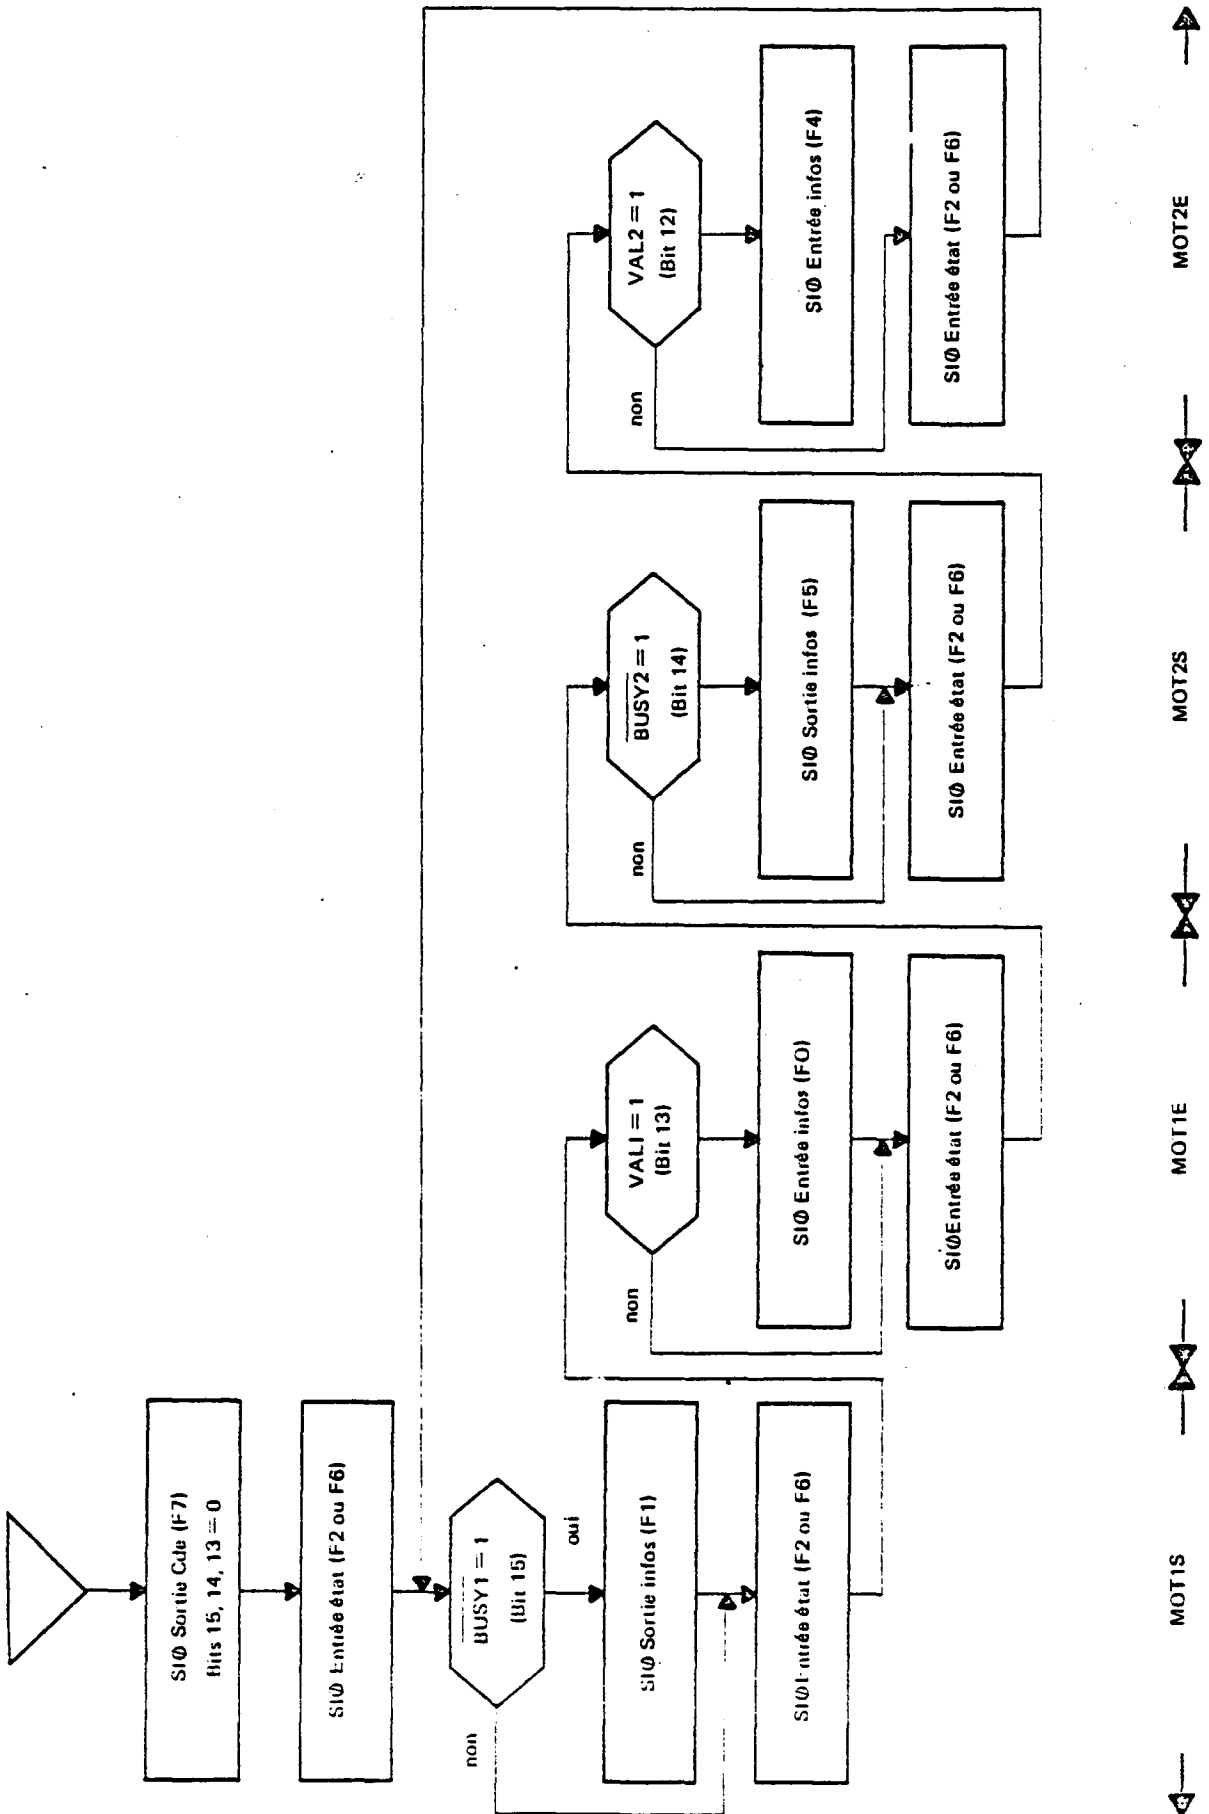 SIØ Sortie Cde (F7)
Bits 15, 14, 13 = 0
SIØ Entrée état (F2 ou F6)
BUSY1 = 1
(Bit 15)
non
oui
SIØ Sortie infos (F1)
SIØ Entrée état (F2 ou F6)
MOT1S
VAL1 = 1
(Bit 13)
non
SIØ Entrée infos (FO)
SIØ Entrée état (F2 ou F6)
MOT1E
BUSY2 = 1
(Bit 14)
non
SIØ Sortie infos (F5)
SIØ Entrée état (F2 ou F6)
MOT2S
VAL2 = 1
(Bit 12)
non
SIØ Entrée infos (F4)
SIØ Entrée état (F2 ou F6)
MOT2E